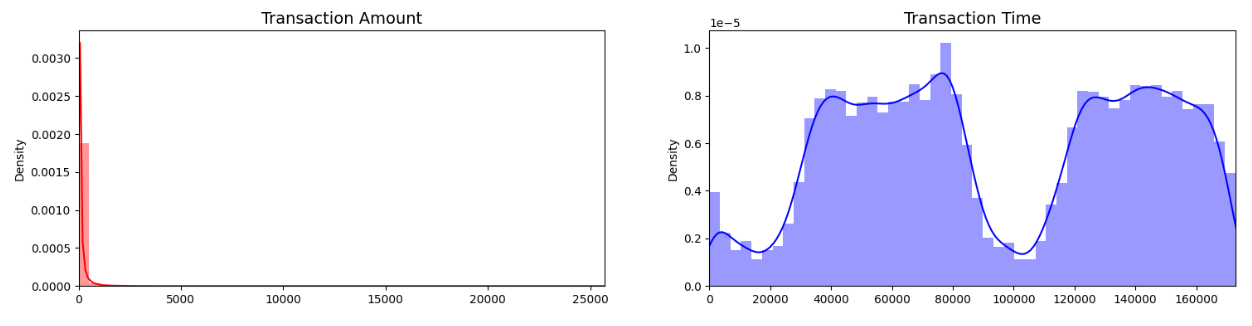 Transaction Amount
Density
0.0030
0.0025
0.0020
0.0015
0.0010
0.0005
0.0000
0 5000 10000 15000 20000 25000
Transaction Time
1e−5
Density
1.0
0.8
0.6
0.4
0.2
0.0
0 20000 40000 60000 80000 100000 120000 140000 160000